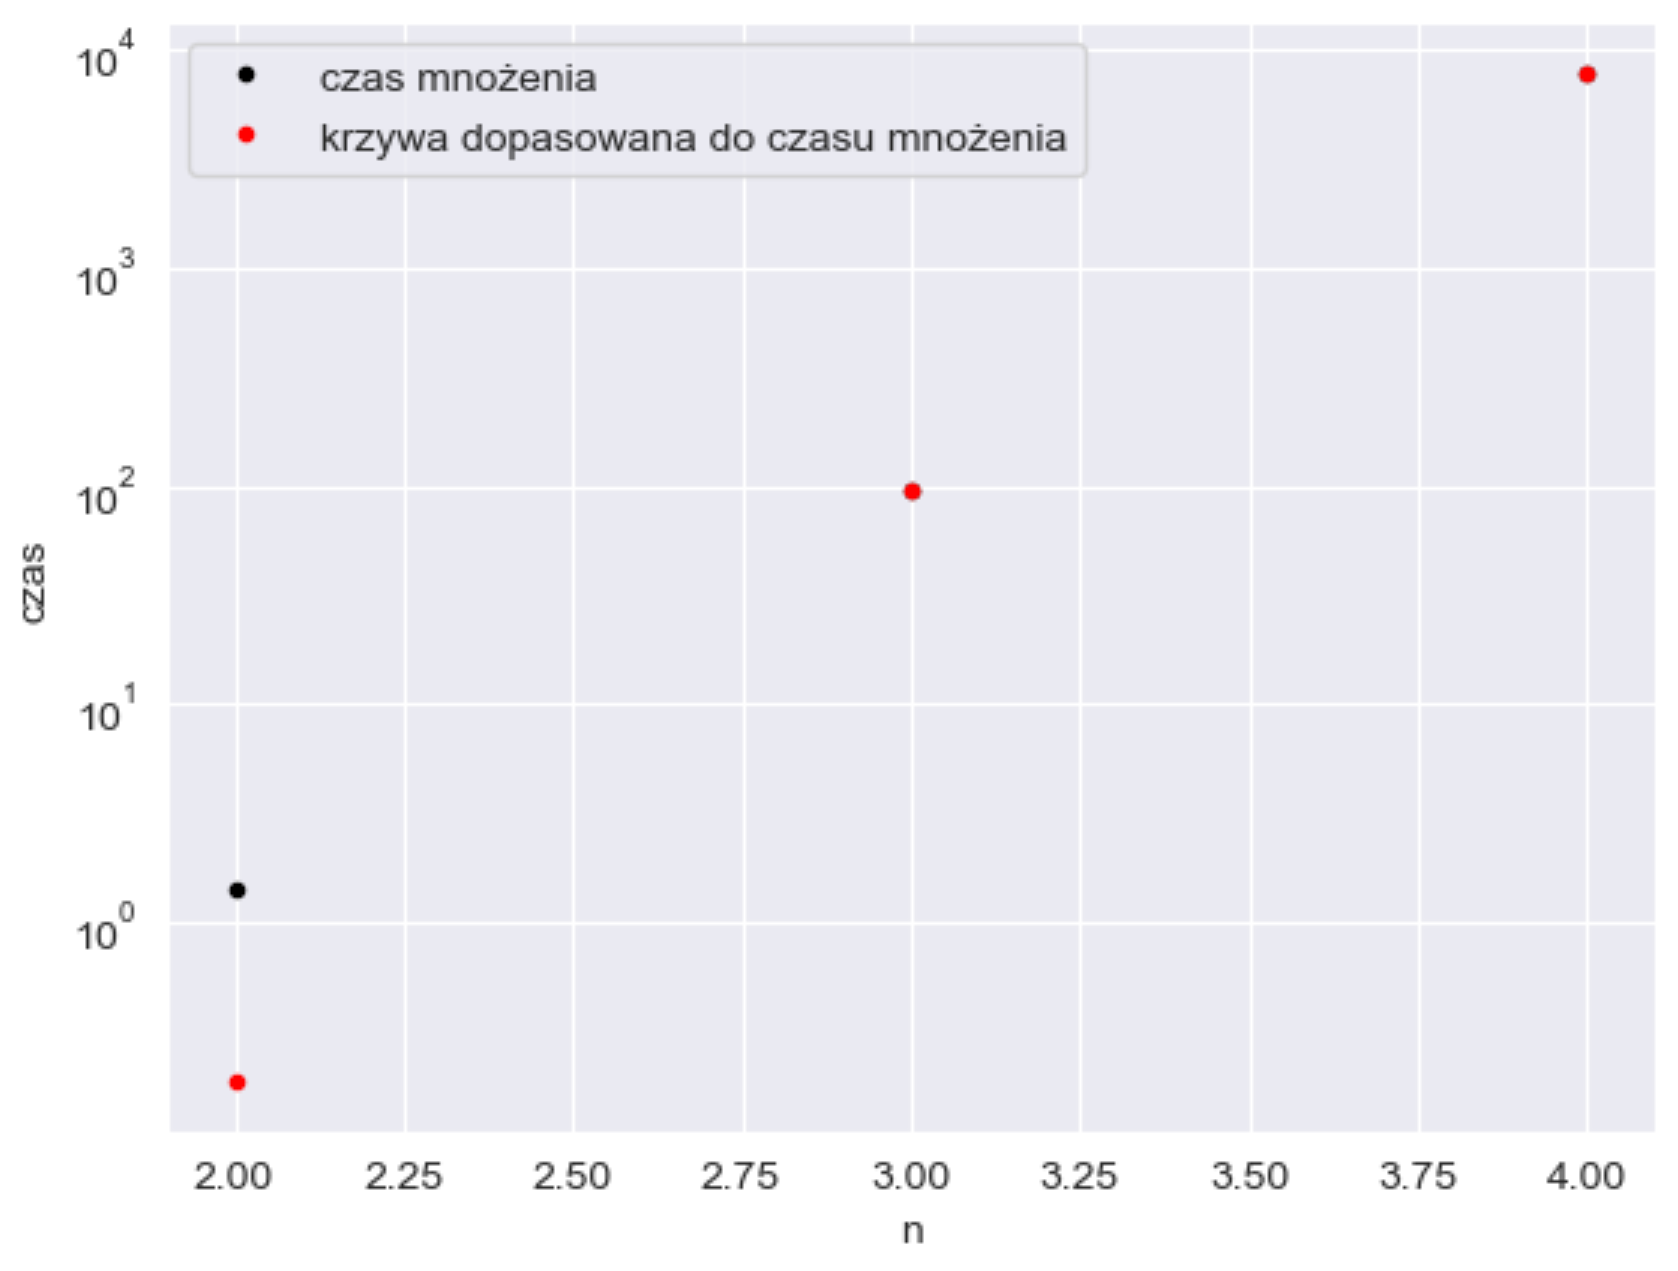 czas mnożenia
krzywa dopasowana do czasu mnożenia
10^4
10^3
10^2
10^1
10^0
czas
2.00 2.25 2.50 2.75 3.00 3.25 3.50 3.75 4.00
n